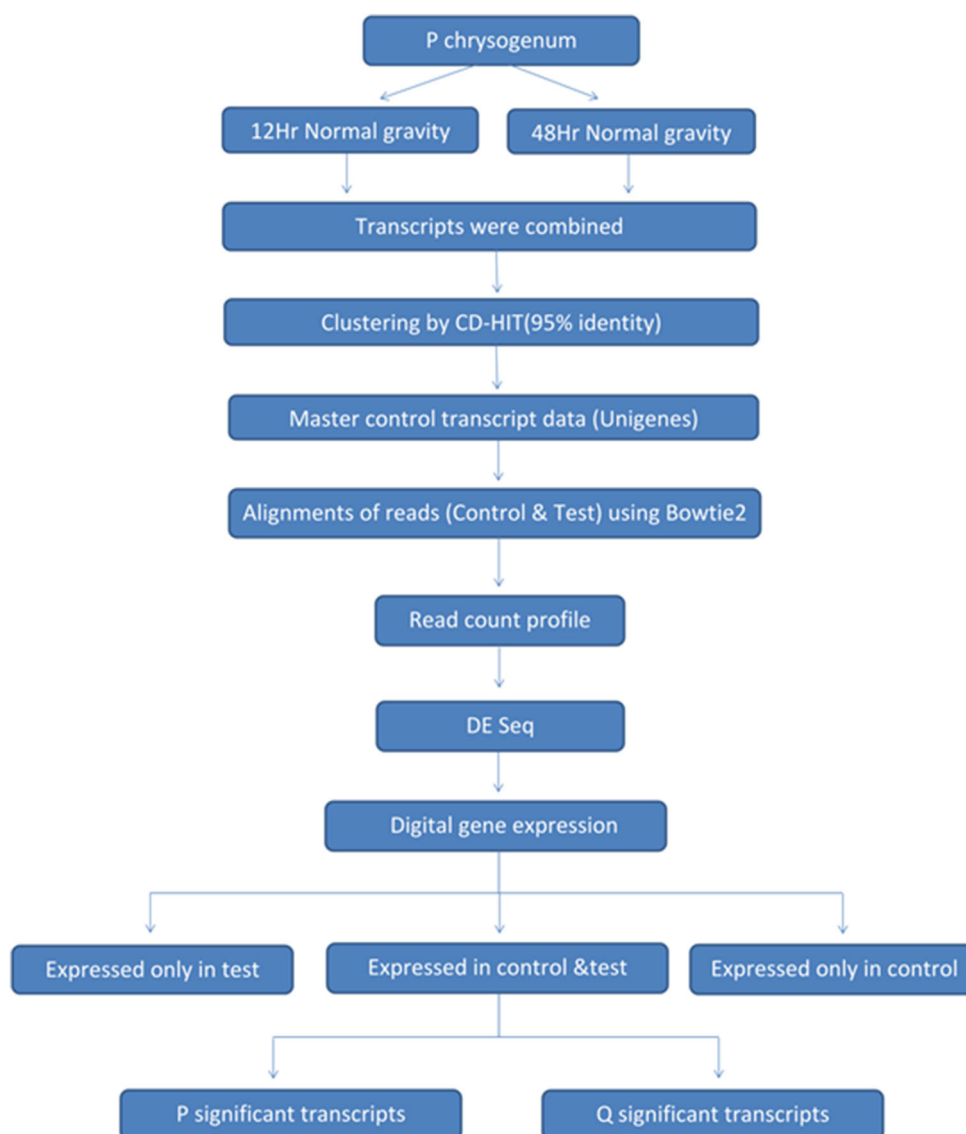 P chrysogenum
12Hr Normal gravity
48Hr Normal gravity
Transcripts were combined
Clustering by CD-HIT(95% identity)
Master control transcript data (Unigenes)
Alignments of reads (Control & Test) using Bowtie2
Read count profile
DE Seq
Digital gene expression
Expressed only in test
Expressed in control &test
Expressed only in control
P significant transcripts
Q significant transcripts